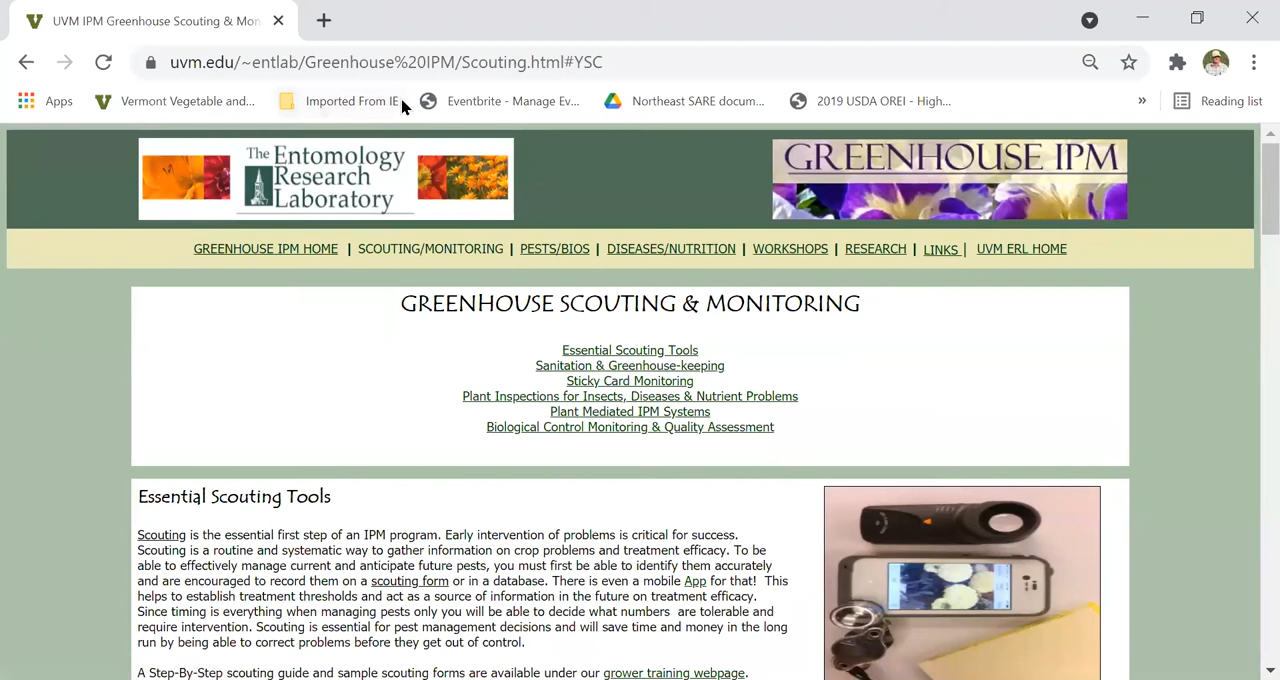 UVM IPM Greenhouse Scouting & Mon
uvm.edu/~entlab/Greenhouse%20IPM/Scouting.html#YSC
Apps
Vermont Vegetable and...
Imported From IE
Eventbite - Manage Ev...
Northeast SARE docum...
2019 USDA OREI - High...
»
Reading list
The Entomology
Research
Laboratory
GREENHOUSE IPM
GREENHOUSE IPM HOME | SCOUTING/MONITORING | PESTS/BIOS | DISEASES/NUTRITION | WORKSHOPS | RESEARCH | LINKS | UVM ERL HOME
GREENHOUSE SCOUTING & MONITORING
Essential Scouting Tools
Sanitation & Greenhouse-keeping
Sticky Card Monitoring
Plant Inspections for Insects, Diseases & Nutrient Problems
Plant Mediated IPM Systems
Biological Control Monitoring & Quality Assessment
Essential Scouting Tools
Scouting is the essential first step of an IPM program. Early intervention of problems is critical for success.
Scouting is a routine and systematic way to gather information on crop problems and treatment efficacy. To be
able to effectively manage current and anticipate future pests, you must first be able to identify them accurately
and are encouraged to record them on a scouting form or in a database. There is even a mobile App for that! This
helps to establish treatment thresholds and act as a source of information in the future on treatment efficacy.
Since timing is everything when managing pests only you will be able to decide what numbers are tolerable and
require intervention. Scouting is essential for pest management decisions and will save time and money in the long
run by being able to correct problems before they get out of control.
A Step-By-Step scouting guide and sample scouting forms are available under our grower training webpage.